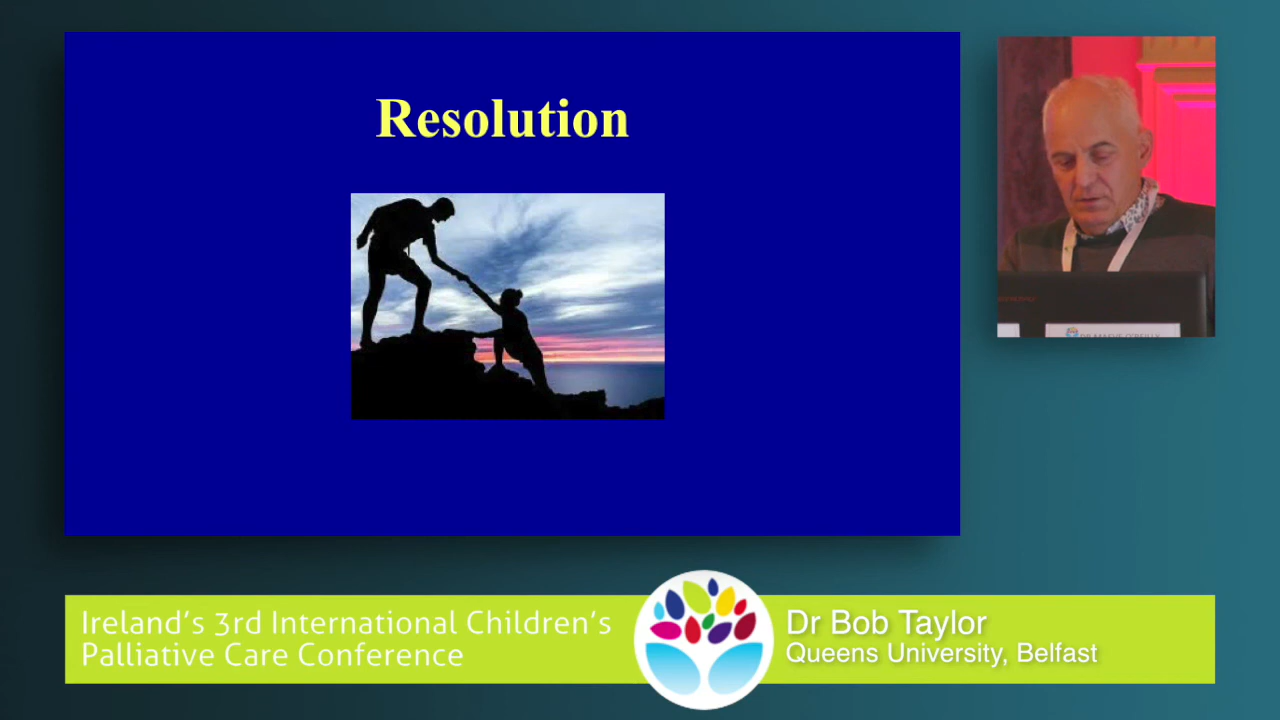 Resolution
Ireland's 3rd International Children's
Palliative Care Conference
Dr Bob Taylor
Queens University, Belfast